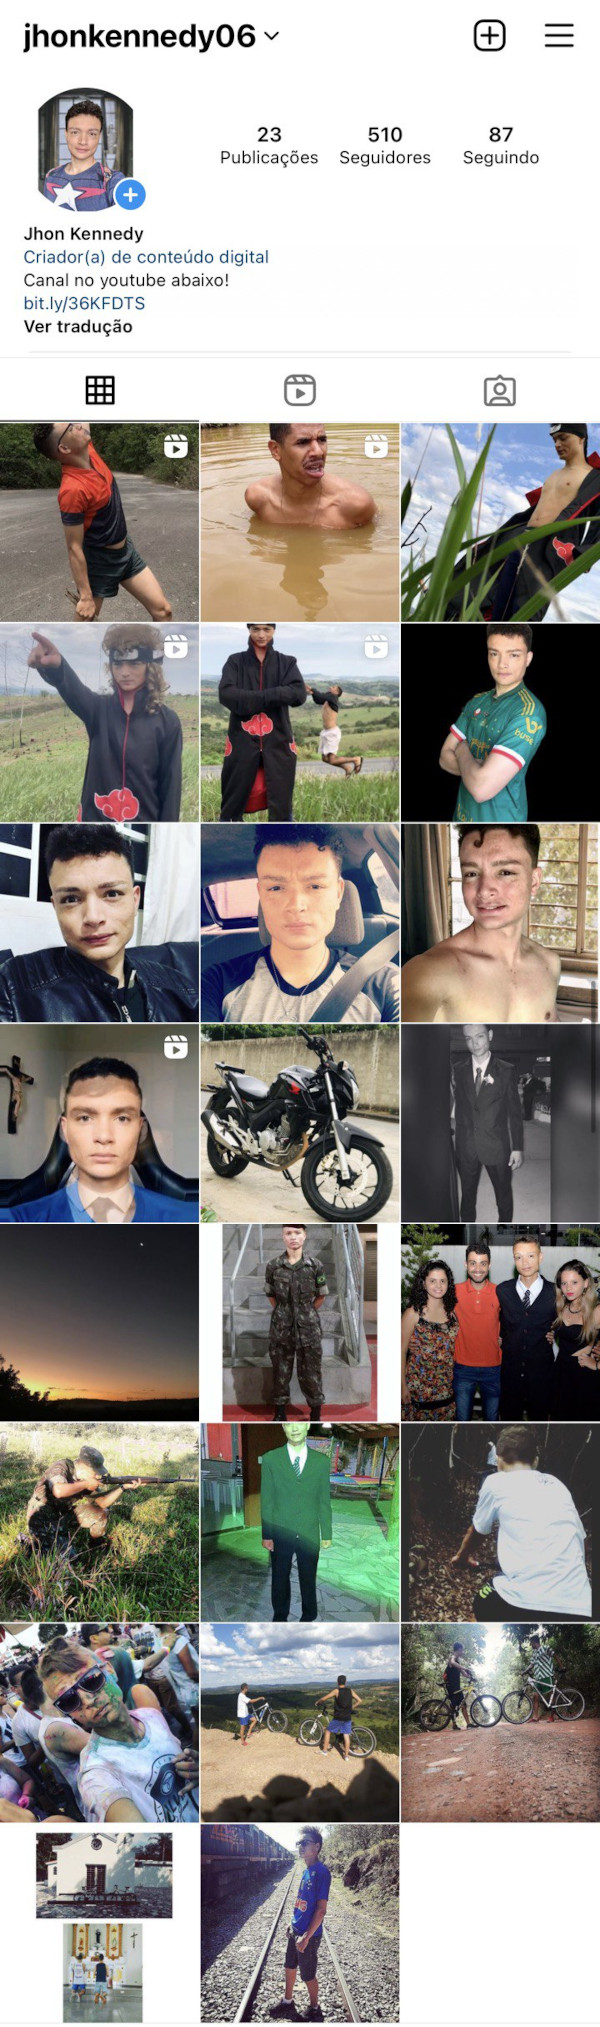 jhonkennedy06
23 510 87
Publicações Seguidores Seguindo
Jhon Kennedy
Criador(a) de conteúdo digital
Canal no youtube abaixo!
bit.ly/36KFDTS
Ver tradução